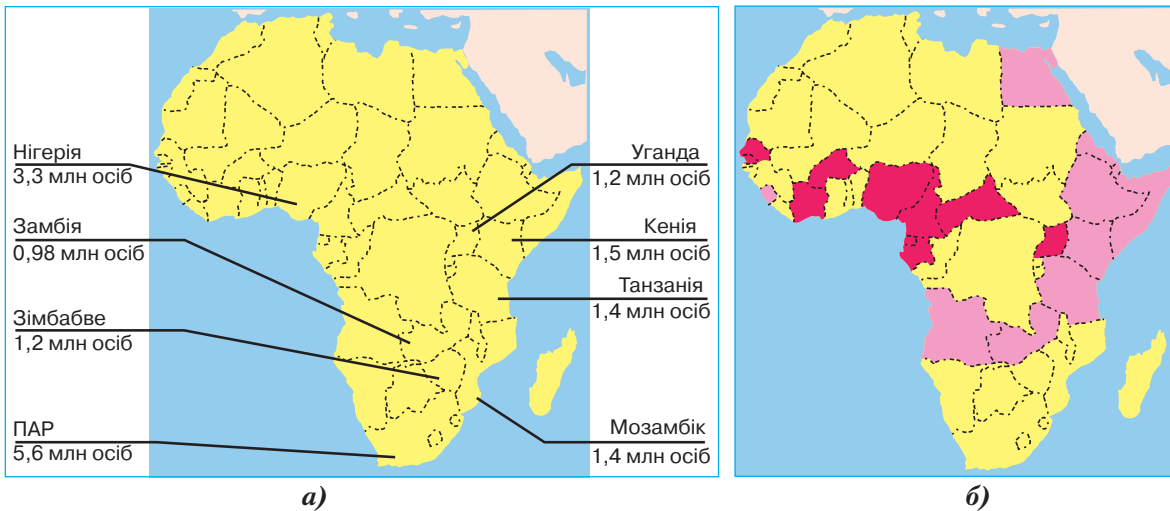 Нігерія
3,3 млн осіб
Замбія
0,98 млн осіб
Зімбабве
1,2 млн осіб
ПАР
5,6 млн осіб
Уганда
1,2 млн осіб
Кенія
1,5 млн осіб
Танзанія
1,4 млн осіб
Мозамбік
1,4 млн осіб
а)
б)